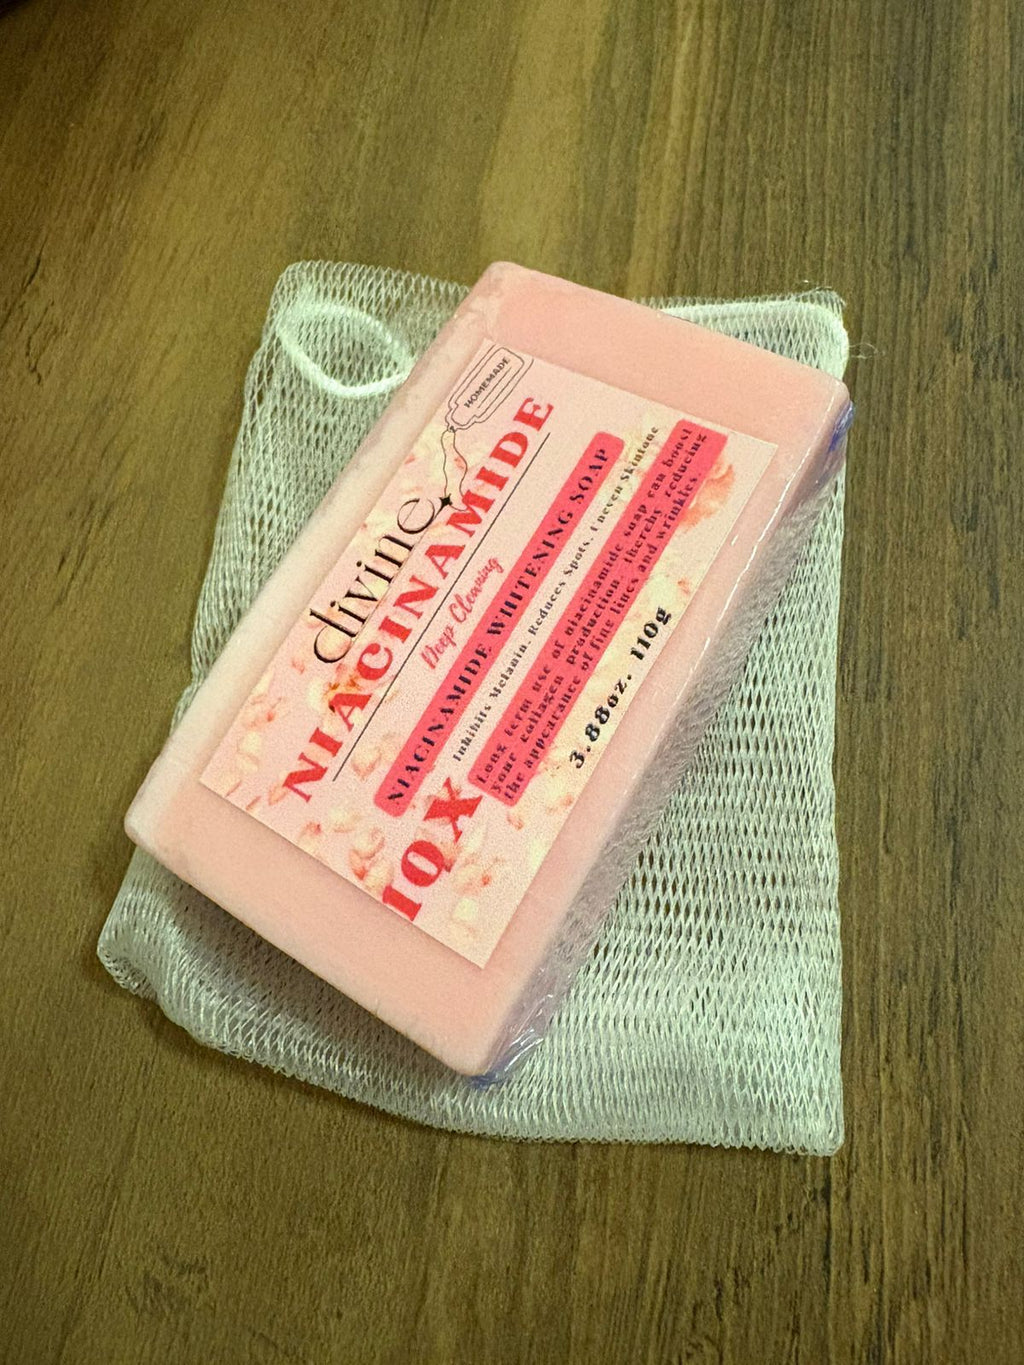 HOMEMADE
divine
NIACINAMIDE
Deep Cleaning
NIACINAMIDE WHITENING SOAP
Inhibits Melanin, Reduces Spots, Uneven Skintone
Long term use of niacinamide soap can boost
your collagen production, thereby reducing
the appearance of fing lines and wrinkles.
10X
3.88oz. 110g